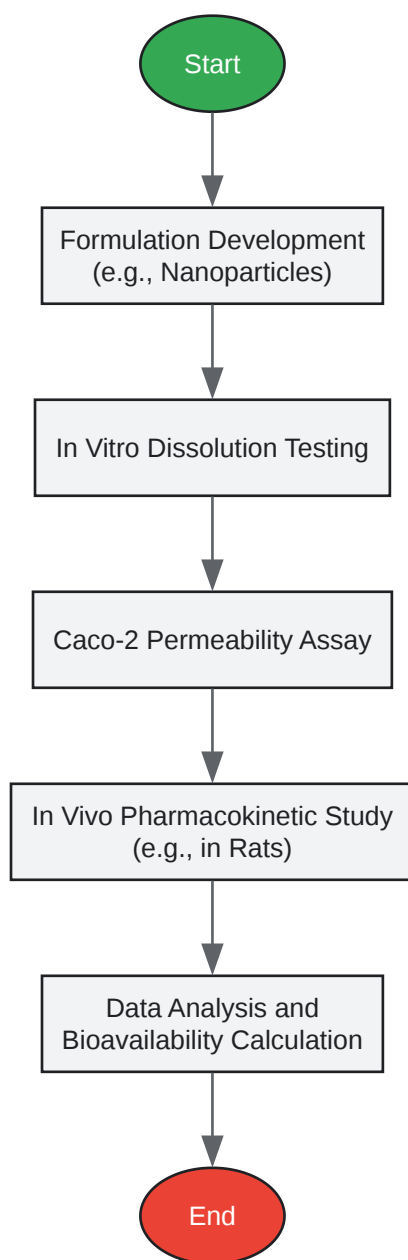 Start
Formulation Development
(e.g., Nanoparticles)
In Vitro Dissolution Testing
Caco-2 Permeability Assay
In Vivo Pharmacokinetic Study
(e.g., in Rats)
Data Analysis and
Bioavailability Calculation
End